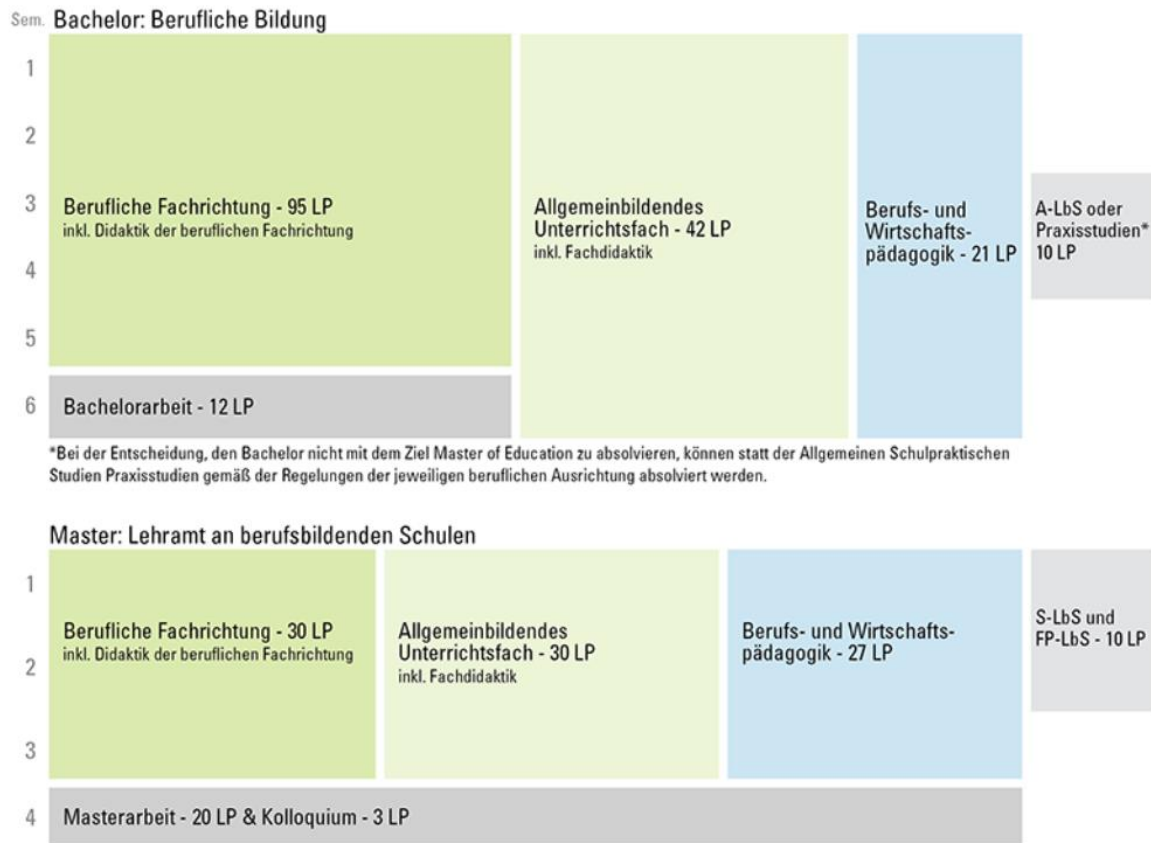 Sem. Bachelor: Berufliche Bildung
1
2
3
4
5
6
Berufliche Fachrichtung - 95 LP
inkl. Didaktik der beruflichen Fachrichtung
Allgemeinbildendes
Unterrichtsfach - 42 LP
inkl. Fachdidaktik
Berufs- und
Wirtschafts-
pädagogik - 21 LP
A-LbS oder
Praxisstudien*
10 LP
Bachelorarbeit - 12 LP
*Bei der Entscheidung, den Bachelor nicht mit dem Ziel Master of Education zu absolvieren, können statt der Allgemeinen Schulpraktischen
Studien Praxisstudien gemäß der Regelungen der jeweiligen beruflichen Ausrichtung absolviert werden.
Master: Lehramt an berufsbildenden Schulen
1
2
3
4
Berufliche Fachrichtung - 30 LP
inkl. Didaktik der beruflichen Fachrichtung
Allgemeinbildendes
Unterrichtsfach - 30 LP
inkl. Fachdidaktik
Berufs- und Wirtschafts-
pädagogik - 27 LP
S-LbS und
FP-LbS - 10 LP
Masterarbeit - 20 LP & Kolloquium - 3 LP